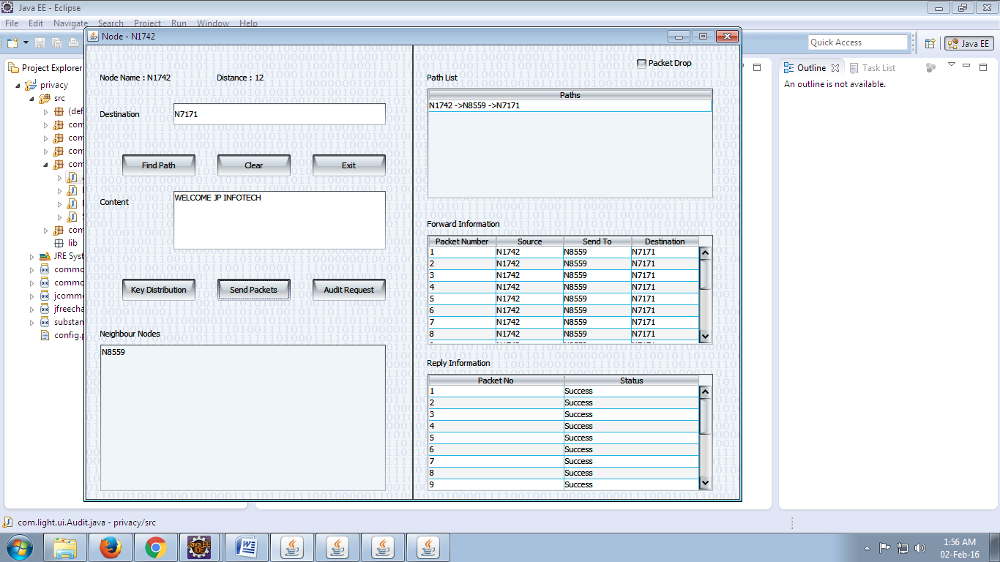 Java EE - Eclipse
File Edit Navigate Search Project Run Window Help
Quick Access
Java EE
Project Explorer
privacy
src
(def
com
com
com
com
com
lib
JRE Syst
commo
commo
jcomm
jfreecha
substan
config.p
Node - N1742
Node Name : N1742
Distance : 12
Destination
N7171
Find Path
Clear
Exit
Content
WELCOME JP INFOTECH
Key Distribution
Send Packets
Audit Request
Neighbour Nodes
N8559
Packet Drop
Path List
Paths
N1742 ->N8559 ->N7171
Forward Information
Packet Number Source Send To Destination
1 N1742 N8559 N7171
2 N1742 N8559 N7171
3 N1742 N8559 N7171
4 N1742 N8559 N7171
5 N1742 N8559 N7171
6 N1742 N8559 N7171
7 N1742 N8559 N7171
8 N1742 N8559 N7171
Reply Information
Packet No Status
1 Success
2 Success
3 Success
4 Success
5 Success
6 Success
7 Success
8 Success
9 Success
Outline
Task List
An outline is not available.
com.light.ui.Audit.java - privacy/src
Java EE
IDE
1:56 AM
02-Feb-16